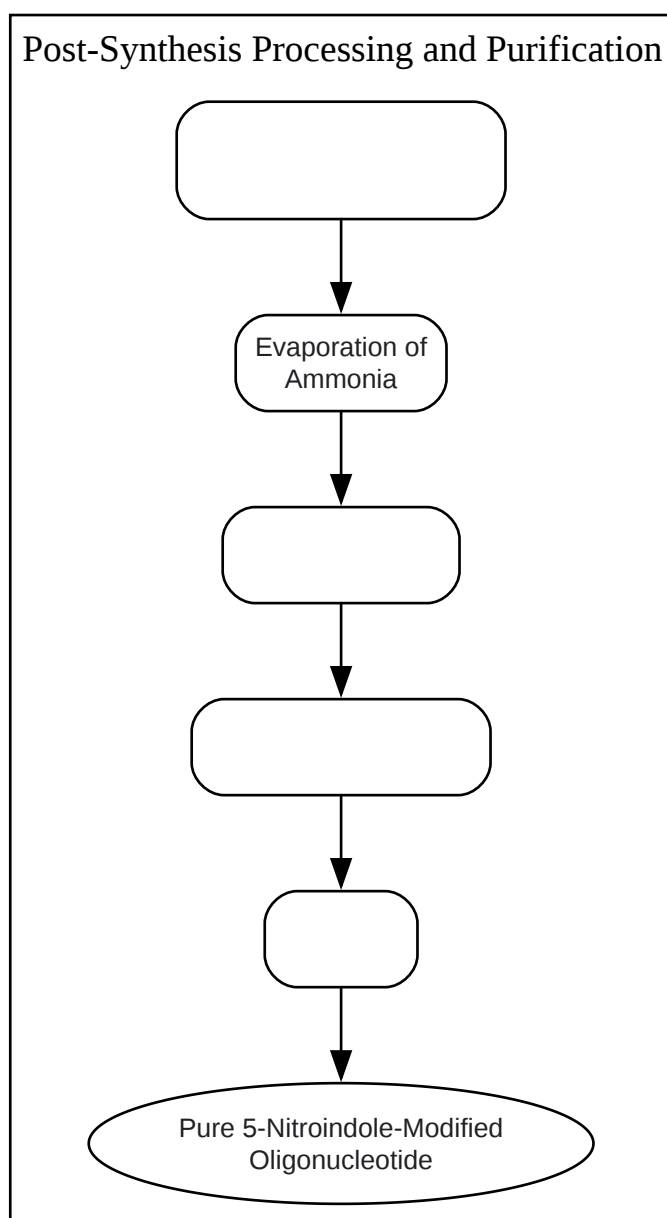 Post-Synthesis Processing and Purification
Evaporation of
Ammonia
Pure 5-Nitroindole-Modified
Oligonucleotide